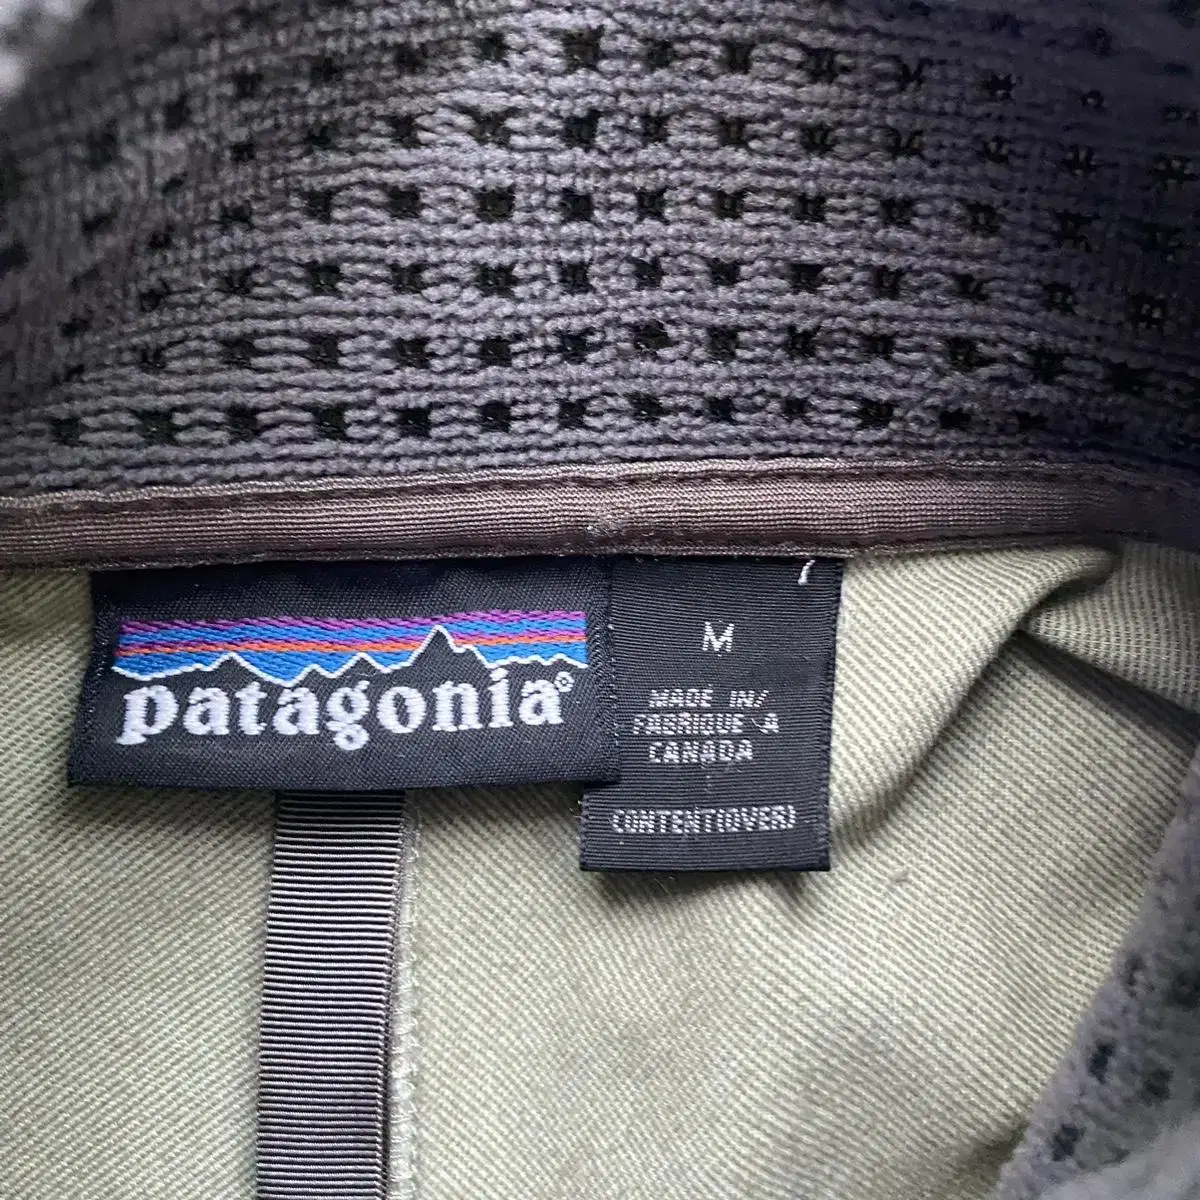 patagonia®
M
MADE IN/
FABRIQUE A
CANADA
CONTENT(OVER)